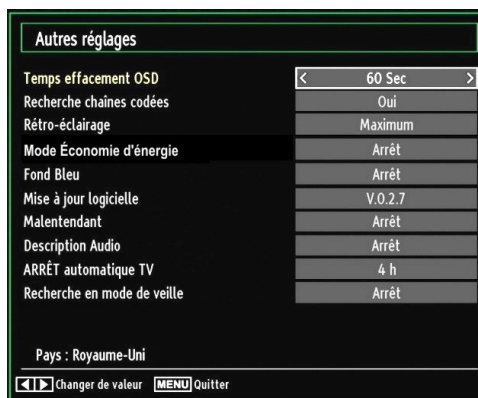 Autres réglages
Temps effacement OSD < 60 Sec >
Recherche chaînes codées Oui
Rétro-éclairage Maximum
Mode Économie d'énergie Arrêt
Fond Bleu Arrêt
Mise à jour logicielle V.0.2.7
Malentendant Arrêt
Description Audio Arrêt
ARRÊT automatique TV 4 h
Recherche en mode de veille Arrêt
Pays : Royaume-Uni
Changer de valeur MENU Quitter